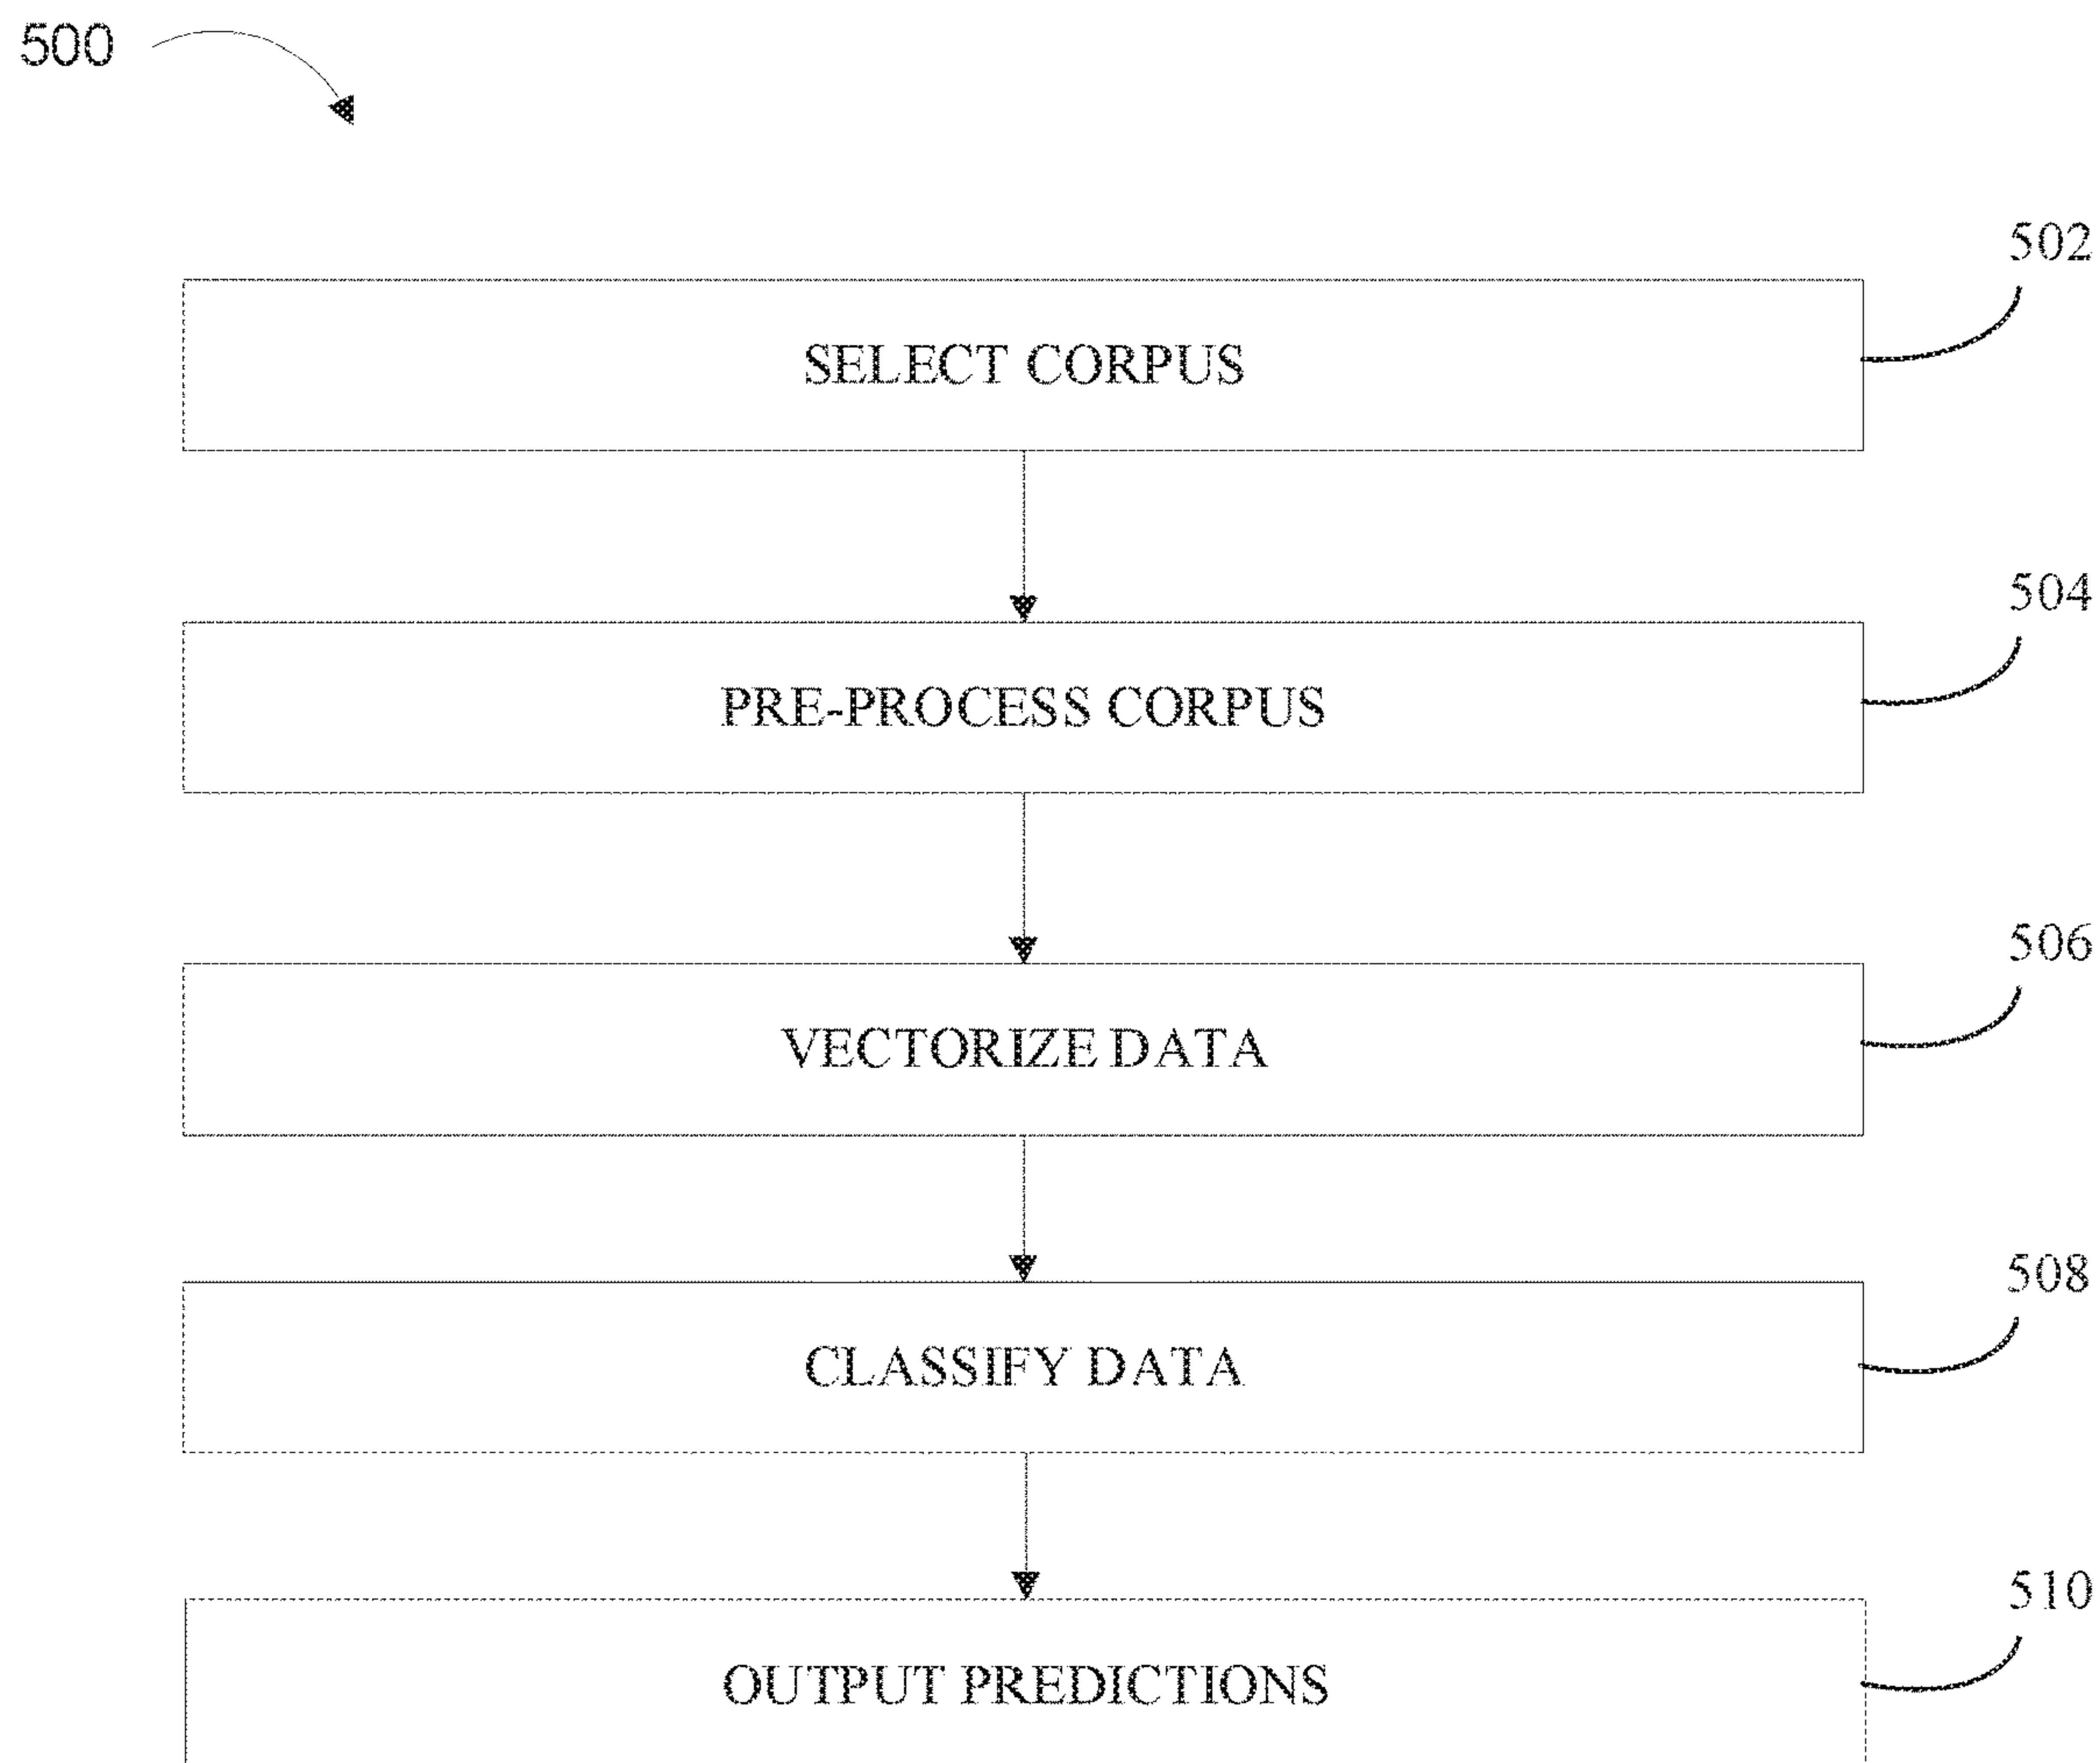 500
502
SELECT CORPUS
504
PRE-PROCESS CORPUS
506
VECTORIZE DATA
508
CLASSIFY DATA
510
OUTPUT PREDICTIONS